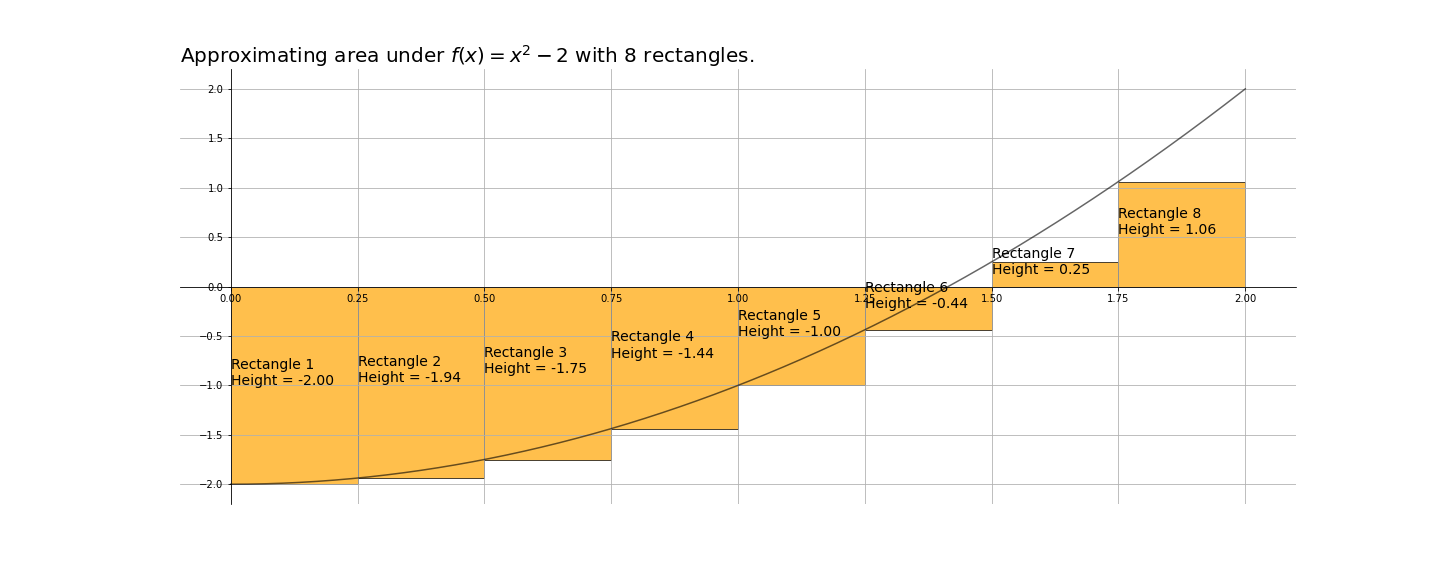 Approximating area under f(x) = x² − 2 with 8 rectangles.
2.0
1.5
1.0
0.5
0.0
−0.5
−1.0
−1.5
−2.0
0.00 0.25 0.50 0.75 1.00 1.25 1.50 1.75 2.00
Rectangle 1
Height = -2.00
Rectangle 2
Height = -1.94
Rectangle 3
Height = -1.75
Rectangle 4
Height = -1.44
Rectangle 5
Height = -1.00
Rectangle 6
Height = -0.44
Rectangle 7
Height = 0.25
Rectangle 8
Height = 1.06